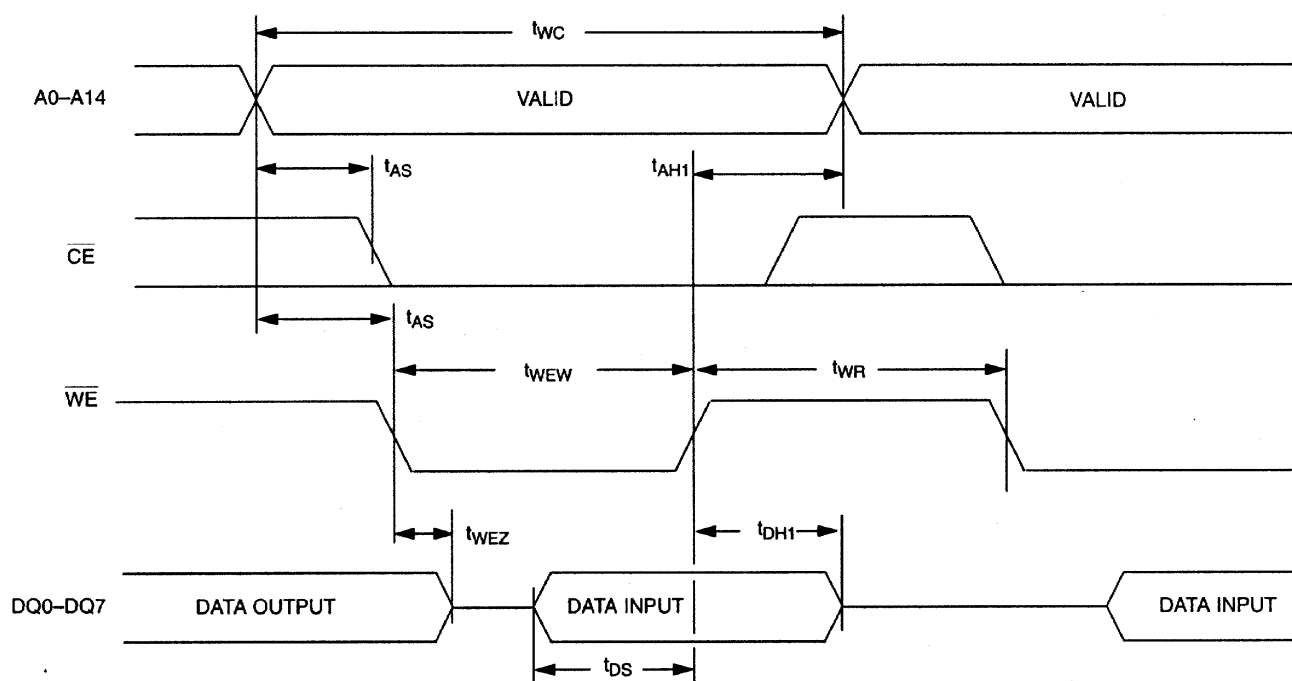 tWC
A0–A14 VALID VALID
tAS tAH1
CE
tAS
tWEW tWR
WE
tWEZ tDH1
DQ0–DQ7 DATA OUTPUT DATA INPUT DATA INPUT
tDS